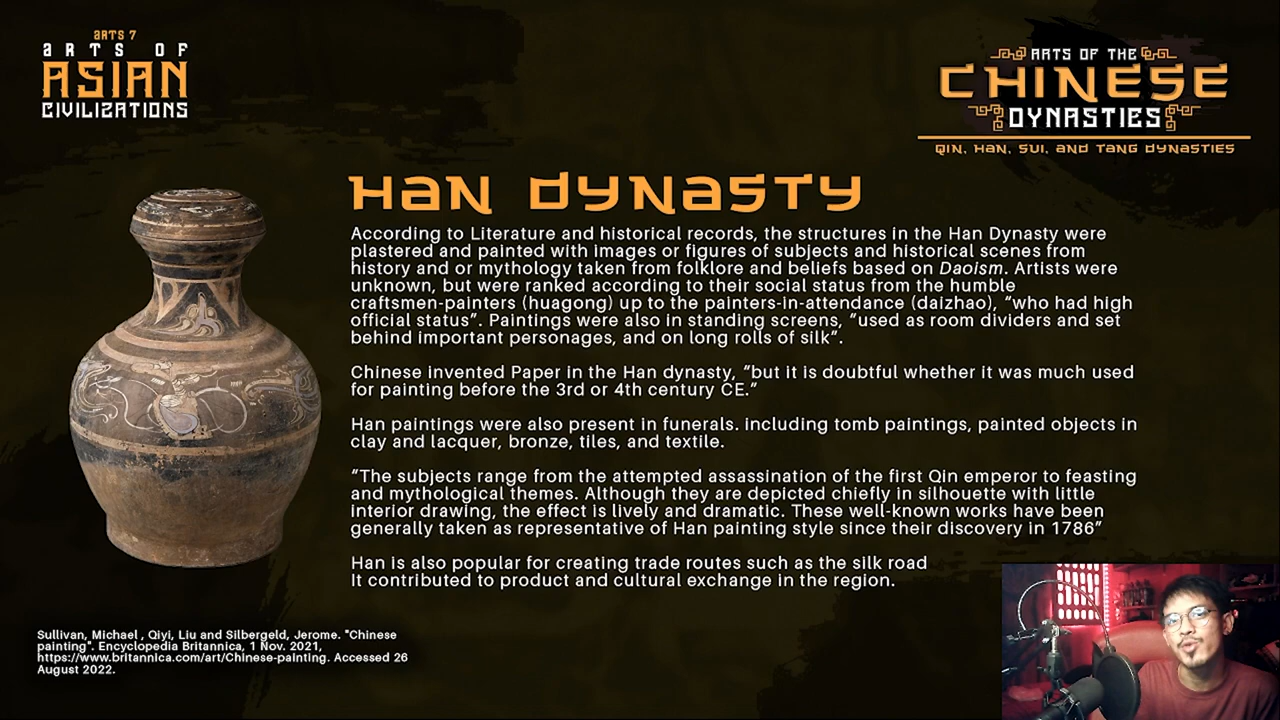 ARTS 7
ARTS OF
ASIAN
CIVILIZATIONS
ARTS OF THE
CHINESE
DYNASTIES
QIN, HAN, SUI, AND TANG DYNASTIES
HAN DYNASTY
According to Literature and historical records, the structures in the Han Dynasty were
plastered and painted with images or figures of subjects and historical scenes from
history and or mythology taken from folklore and beliefs based on Daoism. Artists were
unknown, but were ranked according to their social status from the humble
craftsmen-painters (huagong) up to the painters-in-attendance (daizhao), “who had high
official status”. Paintings were also in standing screens, “used as room dividers and set
behind important personages, and on long rolls of silk”.
Chinese invented Paper in the Han dynasty, “but it is doubtful whether it was much used
for painting before the 3rd or 4th century CE.”
Han paintings were also present in funerals. including tomb paintings, painted objects in
clay and lacquer, bronze, tiles, and textile.
“The subjects range from the attempted assassination of the first Qin emperor to feasting
and mythological themes. Although they are depicted chiefly in silhouette with little
interior drawing, the effect is lively and dramatic. These well-known works have been
generally taken as representative of Han painting style since their discovery in 1786”
Han is also popular for creating trade routes such as the silk road
It contributed to product and cultural exchange in the region.
Sullivan, Michael , Qiyi, Liu and Silbergeld, Jerome. "Chinese
painting". Encyclopedia Britannica, 1 Nov. 2021,
https://www.britannica.com/art/Chinese-painting. Accessed 26
August 2022.